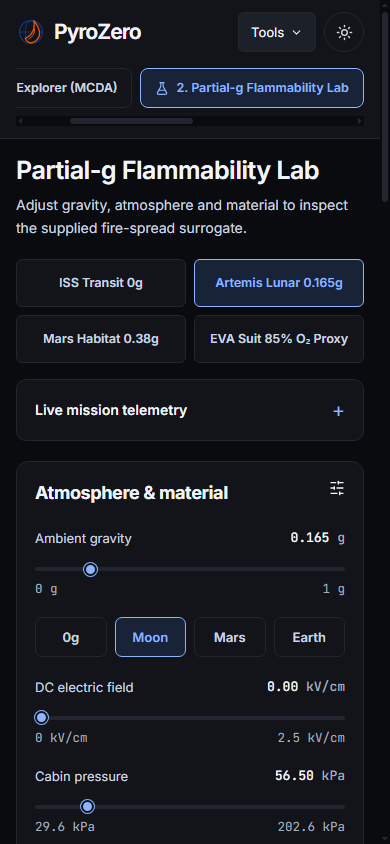 PyroZero
Tools
Explorer (MCDA)
2. Partial-g Flammability Lab
Partial-g Flammability Lab
Adjust gravity, atmosphere and material to inspect
the supplied fire-spread surrogate.
ISS Transit 0g
Artemis Lunar 0.165g
Mars Habitat 0.38g
EVA Suit 85% O₂ Proxy
Live mission telemetry
+
Atmosphere & material
Ambient gravity
0.165 g
0 g
1 g
0g
Moon
Mars
Earth
DC electric field
0.00 kV/cm
0 kV/cm
2.5 kV/cm
Cabin pressure
56.50 kPa
29.6 kPa
202.6 kPa